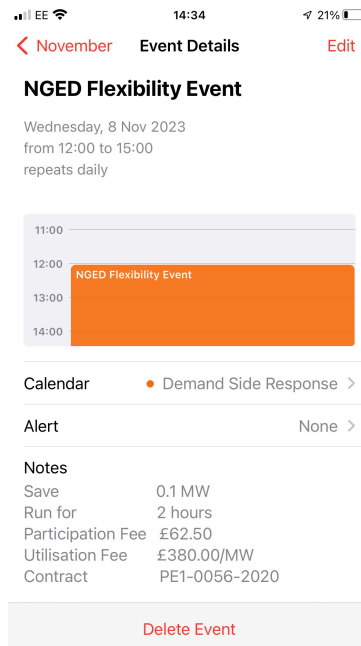 EE 14:34 21%
November Event Details Edit
NGED Flexibility Event
Wednesday, 8 Nov 2023
from 12:00 to 15:00
repeats daily
11:00
12:00
NGED Flexibility Event
13:00
14:00
Calendar Demand Side Response
Alert None
Notes
Save 0.1 MW
Run for 2 hours
Participation Fee £62.50
Utilisation Fee £380.00/MW
Contract PE1-0056-2020
Delete Event